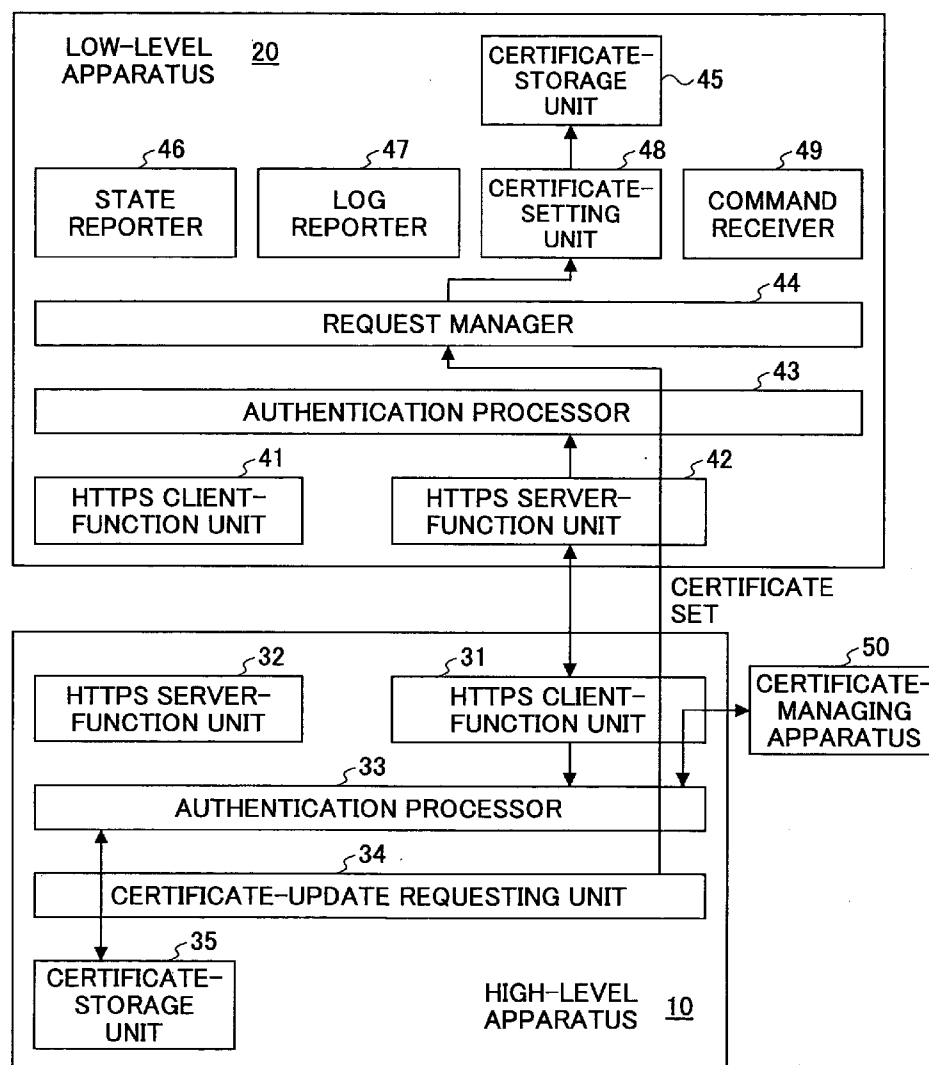 LOW-LEVEL
APPARATUS
20
CERTIFICATE-
STORAGE
UNIT
45
46
47
48
49
STATE
REPORTER
LOG
REPORTER
CERTIFICATE-
SETTING
UNIT
COMMAND
RECEIVER
44
REQUEST MANAGER
43
AUTHENTICATION PROCESSOR
41
42
HTTPS CLIENT-
FUNCTION UNIT
HTTPS SERVER-
FUNCTION UNIT
CERTIFICATE
SET
32
31
50
HTTPS SERVER-
FUNCTION UNIT
HTTPS CLIENT-
FUNCTION UNIT
CERTIFICATE-
MANAGING
APPARATUS
33
AUTHENTICATION PROCESSOR
34
CERTIFICATE-UPDATE REQUESTING UNIT
35
CERTIFICATE-
STORAGE
UNIT
HIGH-LEVEL
APPARATUS
10